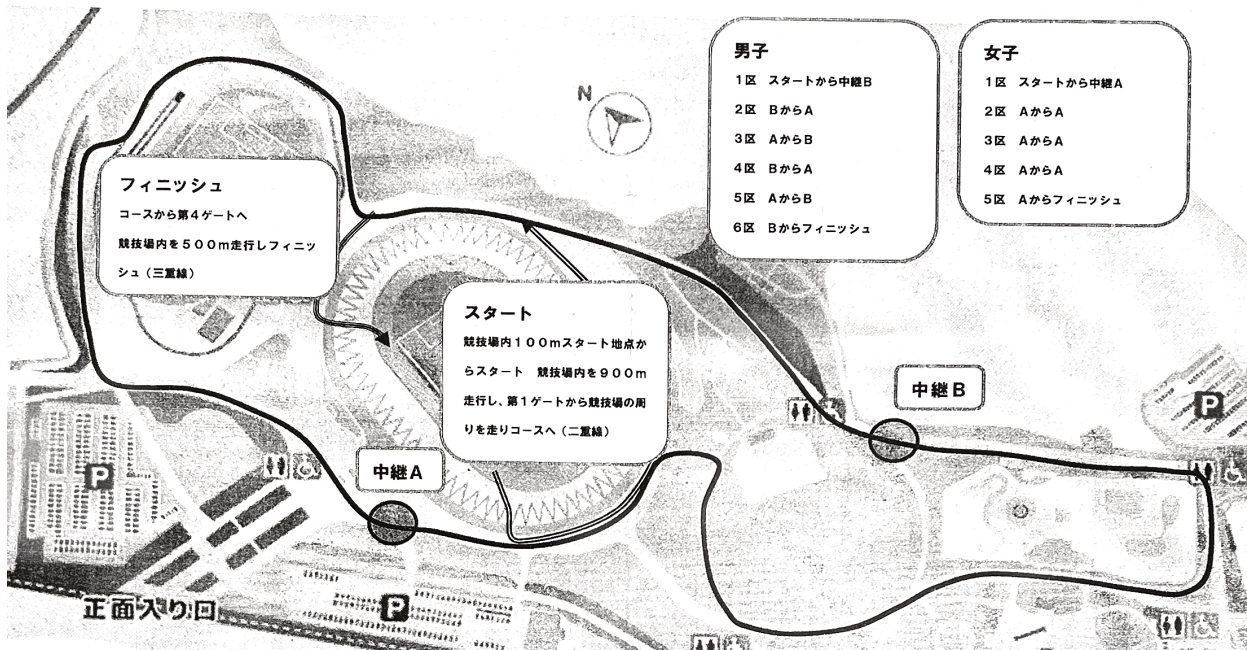 男子
1区 スタートから中継B
2区 BからA
3区 AからB
4区 BからA
5区 AからB
6区 Bからフィニッシュ
女子
1区 スタートから中継A
2区 AからA
3区 AからA
4区 AからA
5区 Aからフィニッシュ
N
フィニッシュ
コースから第4ゲートへ
競技場内を500m走行しフィニッ
シュ（三重線）
スタート
競技場内100mスタート地点か
らスタート 競技場内を900m
走行し、第1ゲートから競技場の周
りを走りコースへ（二重線）
中継B
中継A
P
P
P
正面入り口